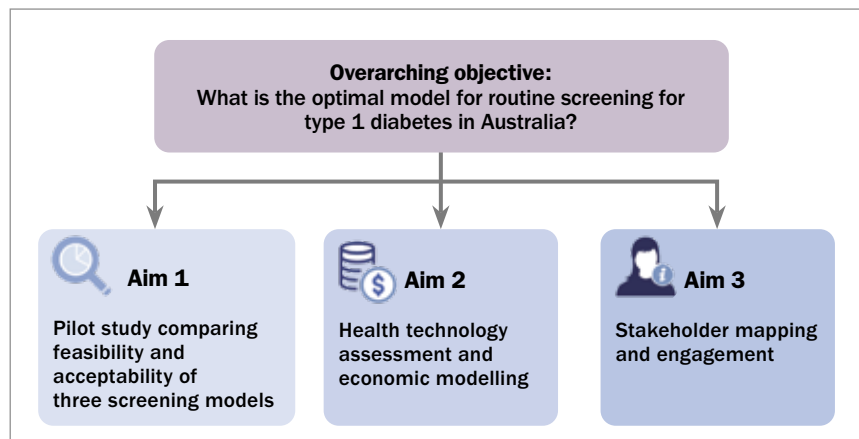 Overarching objective:
What is the optimal model for routine screening for
type 1 diabetes in Australia?
Aim 1
Pilot study comparing
feasibility and
acceptability of
three screening models
$
Aim 2
Health technology
assessment and
economic modelling
i
Aim 3
Stakeholder mapping
and engagement